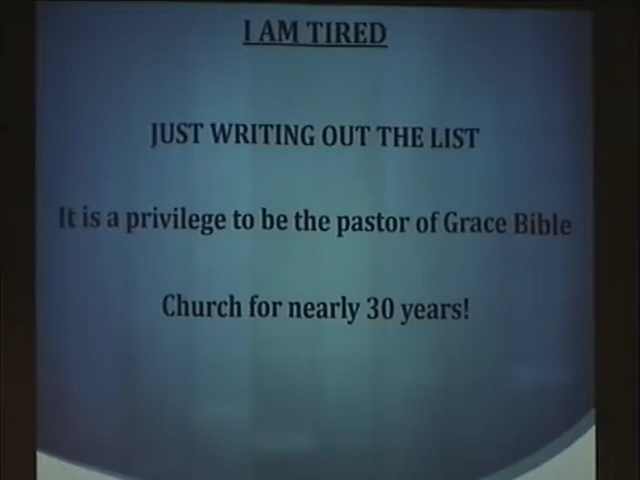 I AM TIRED
JUST WRITING OUT THE LIST
It is a privilege to be the pastor of Grace Bible
Church for nearly 30 years!